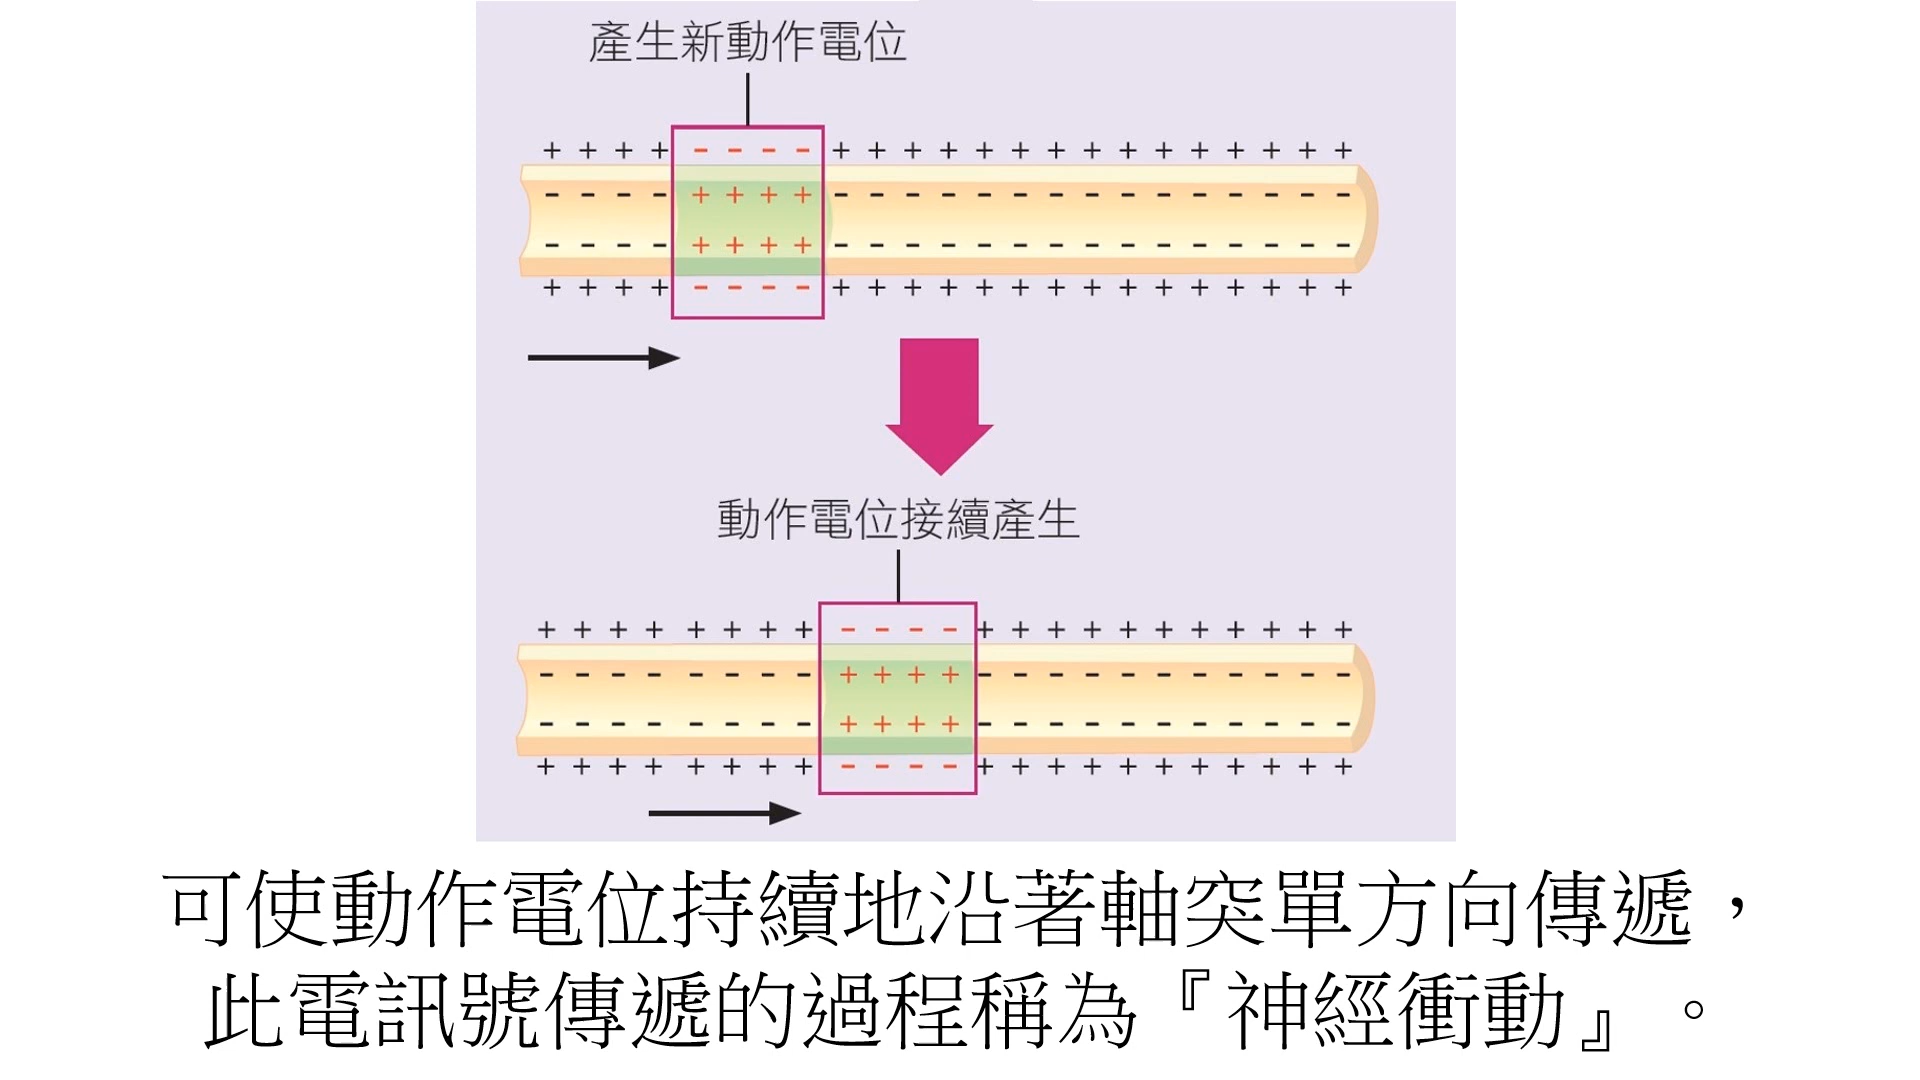 產生新動作電位
+ + + + − − − − + + + + + + + + + + + + + + +
− − − − + + + + − − − − − − − − − − − − − − −
− − − − + + + + − − − − − − − − − − − − − − −
+ + + + − − − − + + + + + + + + + + + + + + +
動作電位接續產生
+ + + + + + + + − − − − + + + + + + + + + + +
− − − − − − − − + + + + − − − − − − − − − − −
− − − − − − − − + + + + − − − − − − − − − − −
+ + + + + + + + − − − − + + + + + + + + + + +
可使動作電位持續地沿著軸突單方向傳遞，
此電訊號傳遞的過程稱為『神經衝動』。